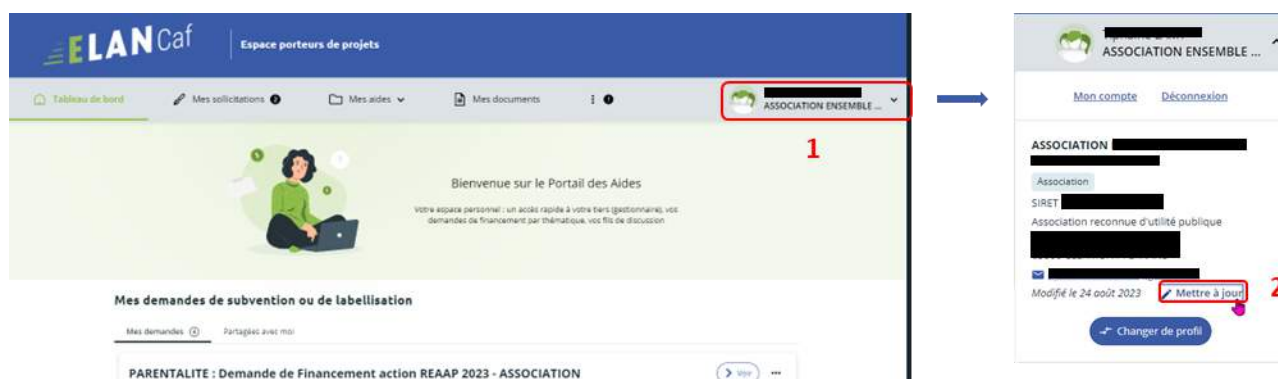 ELAN Caf
Espace porteurs de projets
Tableau de bord
Mes sollicitations
Mes aides
Mes documents
ASSOCIATION ENSEMBLE ...
1
Bienvenue sur le Portail des Aides
Votre espace personnel : un accès rapide à votre tiers (gestionnaire), vos
demandes de financement par thématique, vos fils de discussion
Mes demandes de subvention ou de labellisation
Mes demandes 4
Partagées avec moi
PARENTALITE : Demande de Financement action REAAP 2023 - ASSOCIATION
Voir
ASSOCIATION ENSEMBLE ...
Mon compte
Déconnexion
ASSOCIATION
Association
SIRET
Association reconnue d'utilité publique
Modifié le 24 août 2023
Mettre à jour
2
Changer de profil